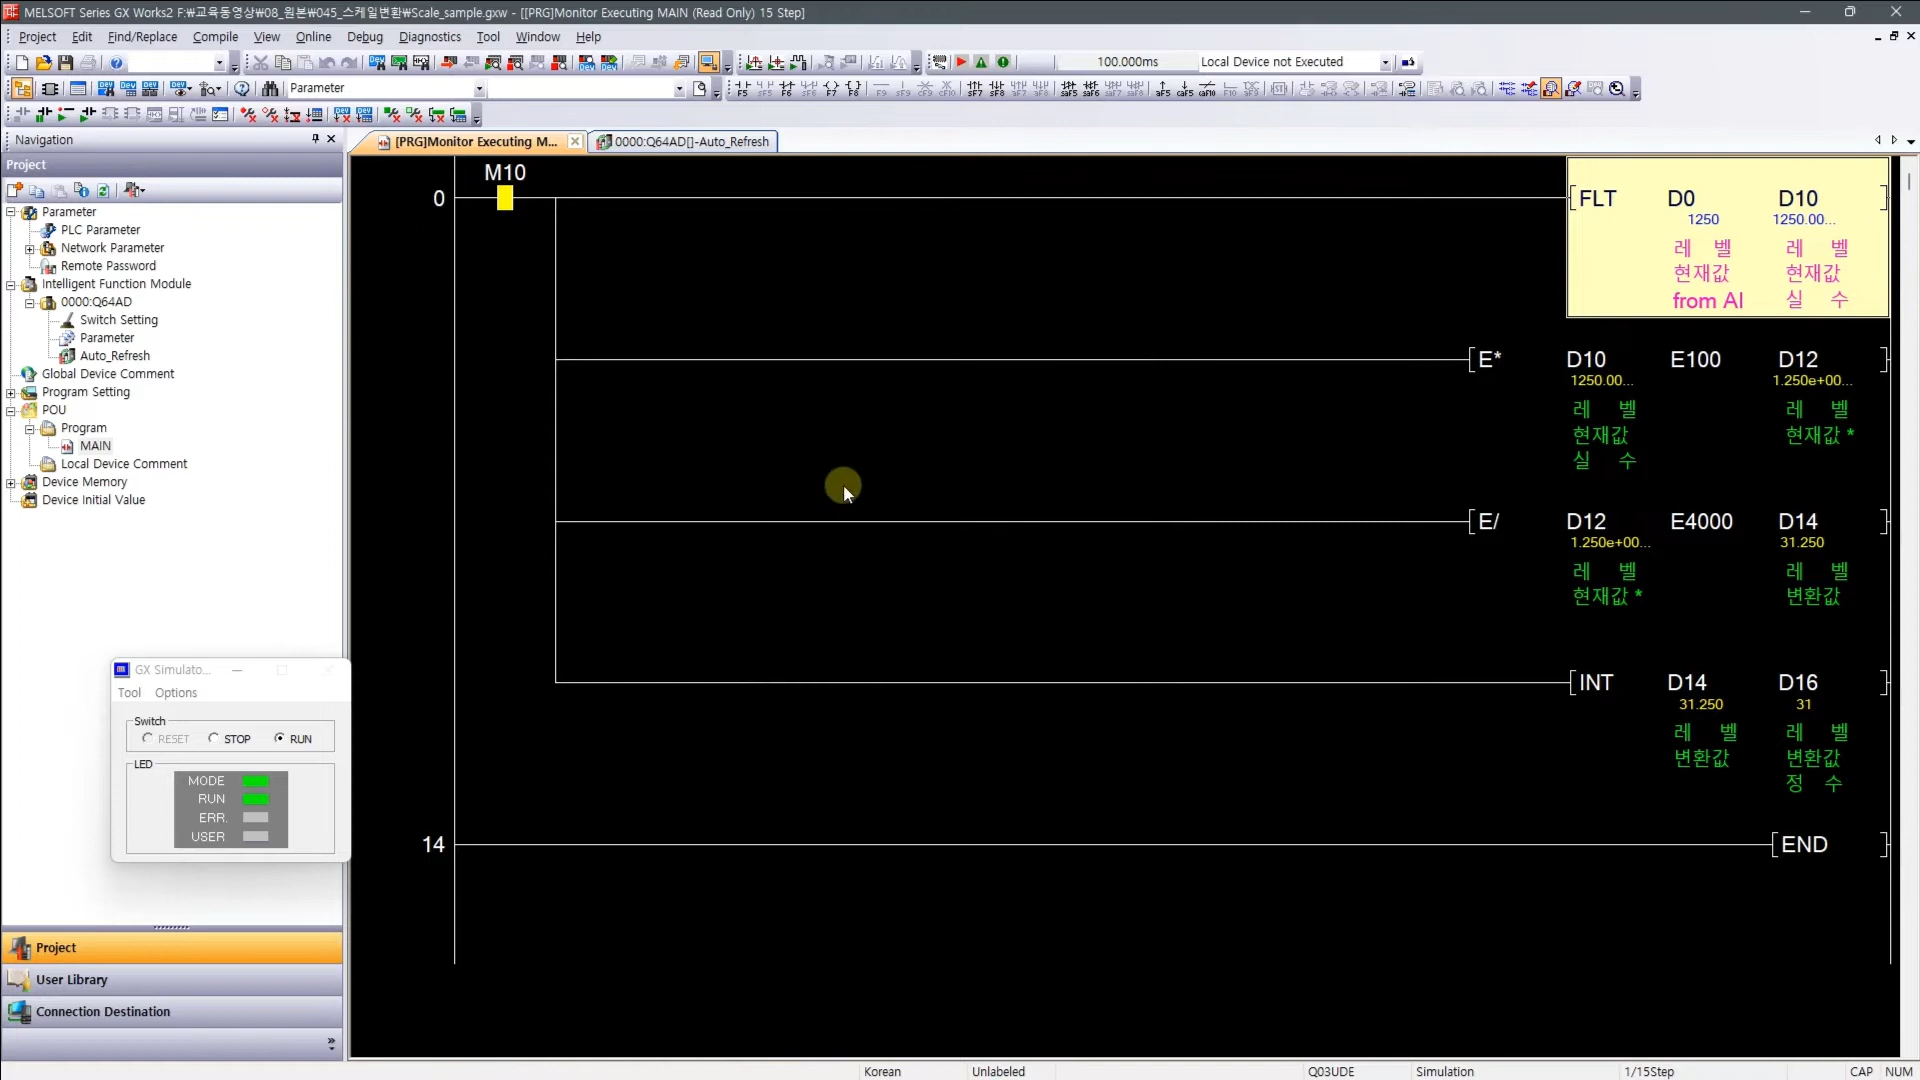 MELSOFT Series GX Works2 F:₩교육동영상₩08_원본₩045_스케일변환₩Scale_sample.gxw - [[PRG]Monitor Executing MAIN (Read Only) 15 Step]
Project Edit Find/Replace Compile View Online Debug Diagnostics Tool Window Help
100.000ms Local Device not Executed
Parameter
Navigation
[PRG]Monitor Executing M... 0000:Q64AD[]-Auto_Refresh
Project
Parameter
PLC Parameter
Network Parameter
Remote Password
Intelligent Function Module
0000:Q64AD
Switch Setting
Parameter
Auto_Refresh
Global Device Comment
Program Setting
POU
Program
MAIN
Local Device Comment
Device Memory
Device Initial Value
GX Simulato...
Tool Options
Switch
RESET STOP RUN
LED
MODE
RUN
ERR.
USER
Project
User Library
Connection Destination
M10
0 FLT D0 D10
1250 1250.00...
레 벨 레 벨
현재값 현재값
from AI 실 수
E* D10 E100 D12
1250.00... 1.250e+00...
레 벨 레 벨
현재값 현재값 *
실 수
E/ D12 E4000 D14
1.250e+00... 31.250
레 벨 레 벨
현재값 * 변환값
INT D14 D16
31.250 31
레 벨 레 벨
변환값 변환값
정 수
14 END
Korean Unlabeled Q03UDE Simulation 1/15Step CAP NUM